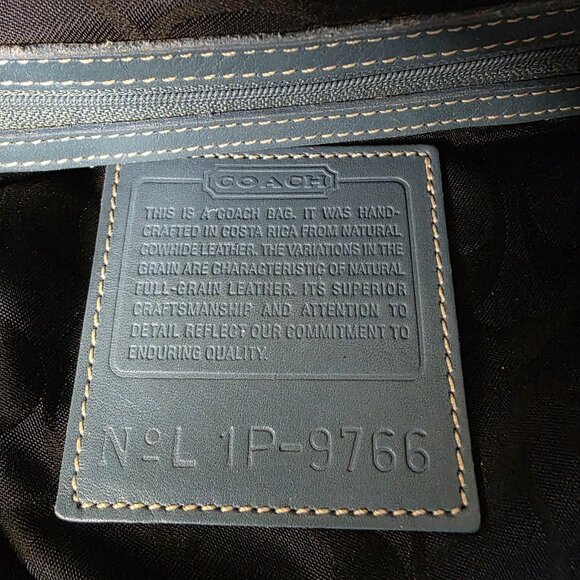 COACH
THIS IS A COACH BAG. IT WAS HAND-
CRAFTED IN COSTA RICA FROM NATURAL
COWHIDE LEATHER. THE VARIATIONS IN THE
GRAIN ARE CHARACTERISTIC OF NATURAL
FULL-GRAIN LEATHER. ITS SUPERIOR
CRAFTSMANSHIP AND ATTENTION TO
DETAIL REFLECT OUR COMMITMENT TO
ENDURING QUALITY.
Nº L 1P-9766